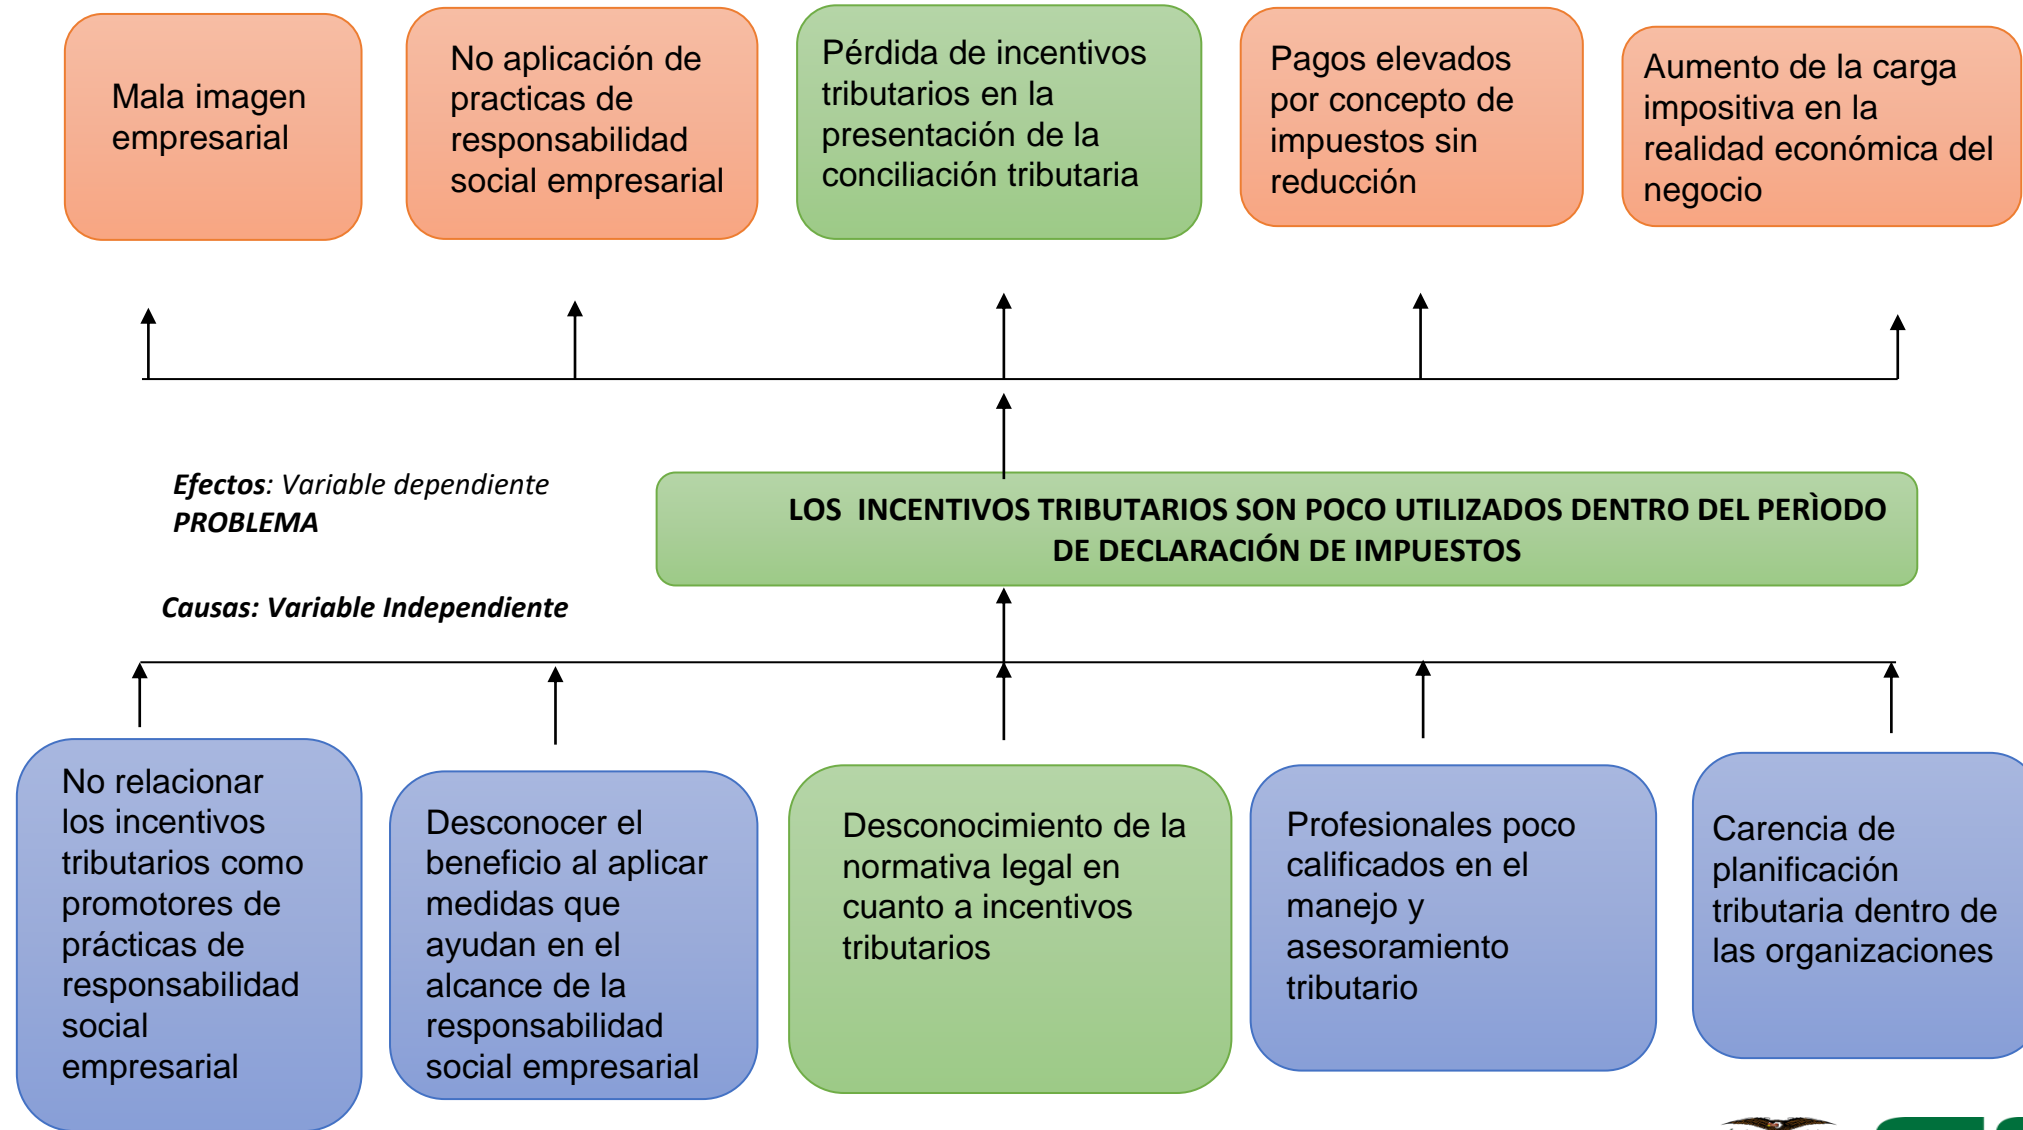 Mala imagen
empresarial
No aplicación de
practicas de
responsabilidad
social empresarial
Pérdida de incentivos
tributarios en la
presentación de la
conciliación tributaria
Pagos elevados
por concepto de
impuestos sin
reducción
Aumento de la carga
impositiva en la
realidad económica del
negocio
Efectos: Variable dependiente
PROBLEMA
LOS INCENTIVOS TRIBUTARIOS SON POCO UTILIZADOS DENTRO DEL PERÌODO
DE DECLARACIÓN DE IMPUESTOS
Causas: Variable Independiente
No relacionar
los incentivos
tributarios como
promotores de
prácticas de
responsabilidad
social
empresarial
Desconocer el
beneficio al aplicar
medidas que
ayudan en el
alcance de la
responsabilidad
social empresarial
Desconocimiento de la
normativa legal en
cuanto a incentivos
tributarios
Profesionales poco
calificados en el
manejo y
asesoramiento
tributario
Carencia de
planificación
tributaria dentro de
las organizaciones